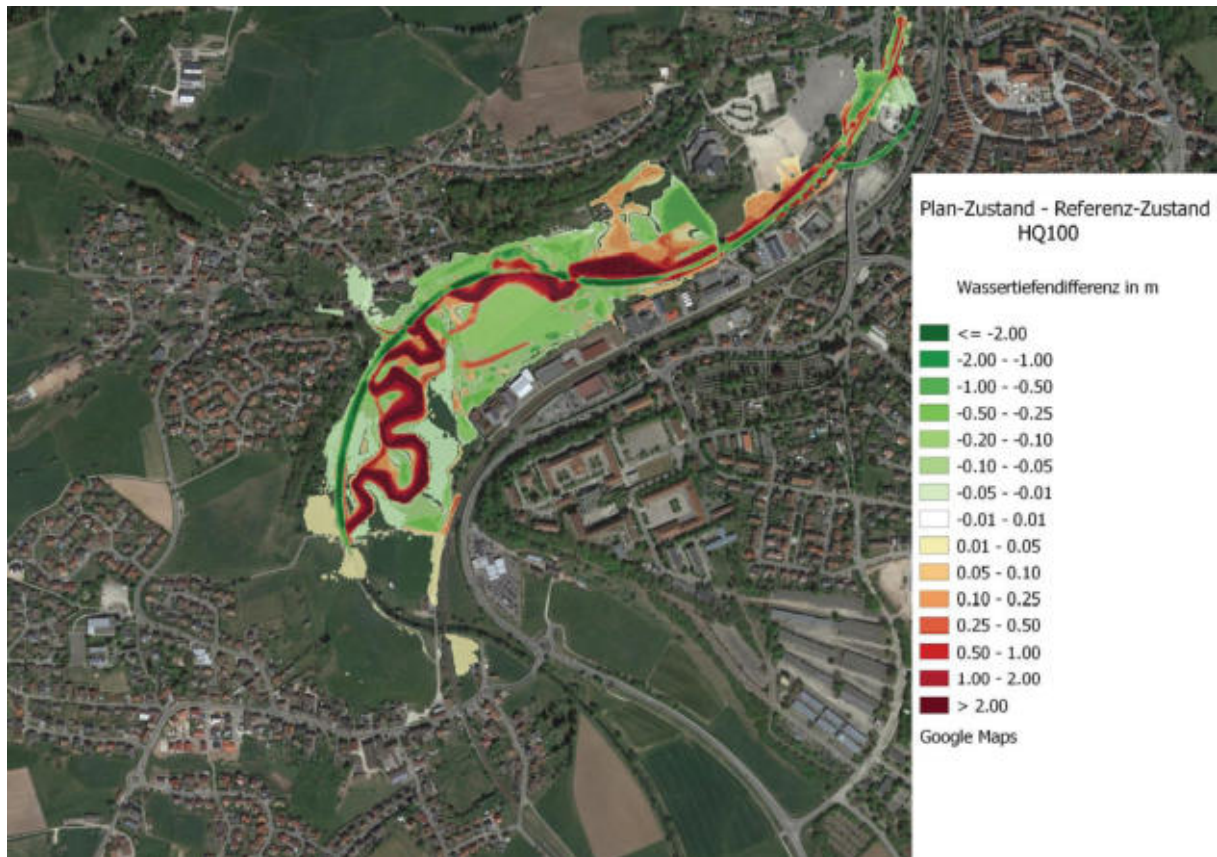 Plan-Zustand - Referenz-Zustand
HQ100
Wassertiefendifferenz in m
<= -2.00
-2.00 - -1.00
-1.00 - -0.50
-0.50 - -0.25
-0.20 - -0.10
-0.10 - -0.05
-0.05 - -0.01
-0.01 - 0.01
0.01 - 0.05
0.05 - 0.10
0.10 - 0.25
0.25 - 0.50
0.50 - 1.00
1.00 - 2.00
> 2.00
Google Maps